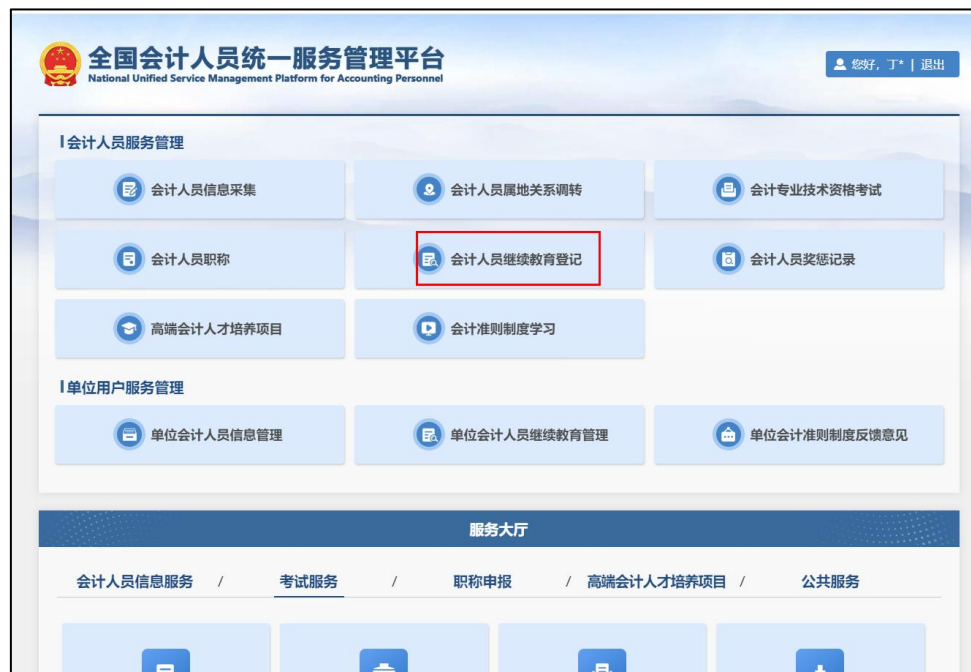 全国会计人员统一服务管理平台
National Unified Service Management Platform for Accounting Personnel
您好，丁* | 退出
会计人员服务管理
会计人员信息采集
会计人员属地关系调转
会计专业技术资格考试
会计人员职称
会计人员继续教育登记
会计人员奖惩记录
高端会计人才培养项目
会计准则制度学习
单位用户服务管理
单位会计人员信息管理
单位会计人员继续教育管理
单位会计准则制度反馈意见
服务大厅
会计人员信息服务 / 考试服务 / 职称申报 / 高端会计人才培养项目 / 公共服务